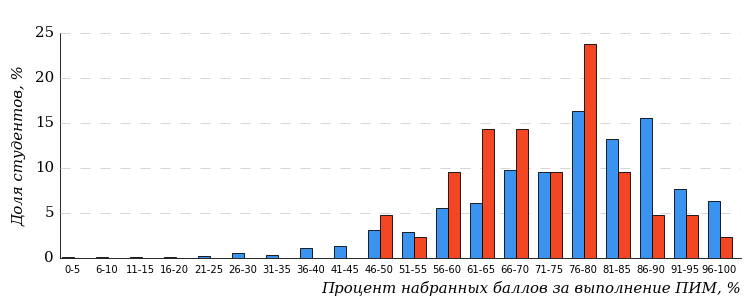 25
20
15
10
5
0
Доля студентов, %
0-5 6-10 11-15 16-20 21-25 26-30 31-35 36-40 41-45 46-50 51-55 56-60 61-65 66-70 71-75 76-80 81-85 86-90 91-95 96-100
Процент набранных баллов за выполнение ПИМ, %